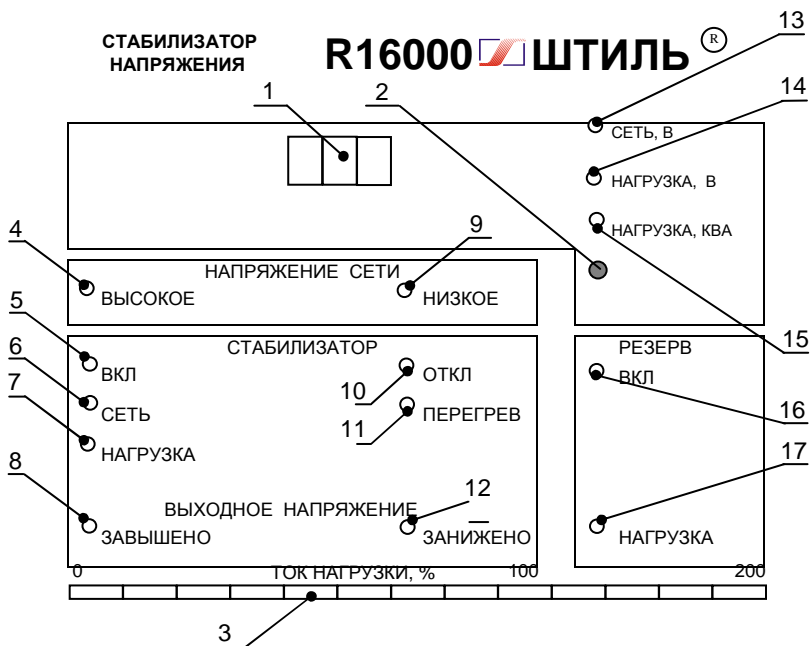 СТАБИЛИЗАТОР
НАПРЯЖЕНИЯ
R16000 ШТИЛЬ ®
13
1
2
14
СЕТЬ, В
НАГРУЗКА, В
НАГРУЗКА, КВА
4
9
НАПРЯЖЕНИЕ СЕТИ
ВЫСОКОЕ
НИЗКОЕ
5
15
СТАБИЛИЗАТОР
РЕЗЕРВ
6
ВКЛ
10
ОТКЛ
ВКЛ
7
СЕТЬ
11
ПЕРЕГРЕВ
16
НАГРУЗКА
17
8
12
ВЫХОДНОЕ НАПРЯЖЕНИЕ
ЗАВЫШЕНО
ЗАНИЖЕНО
НАГРУЗКА
0
ТОК НАГРУЗКИ, %
100
200
3